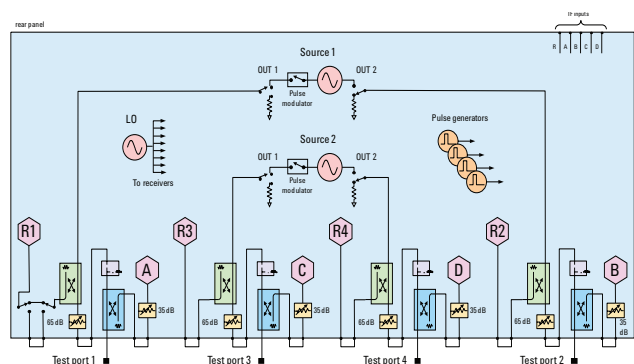 rear panel
IF inputs
R A B C D
Source 1
OUT 1
OUT 2
Pulse modulator
LO
To receivers
Source 2
OUT 1
OUT 2
Pulse modulator
Pulse generators
R1
A
R3
C
R4
D
R2
B
65 dB
35 dB
65 dB
35 dB
65 dB
35 dB
65 dB
35 dB
Test port 1
Test port 3
Test port 4
Test port 2